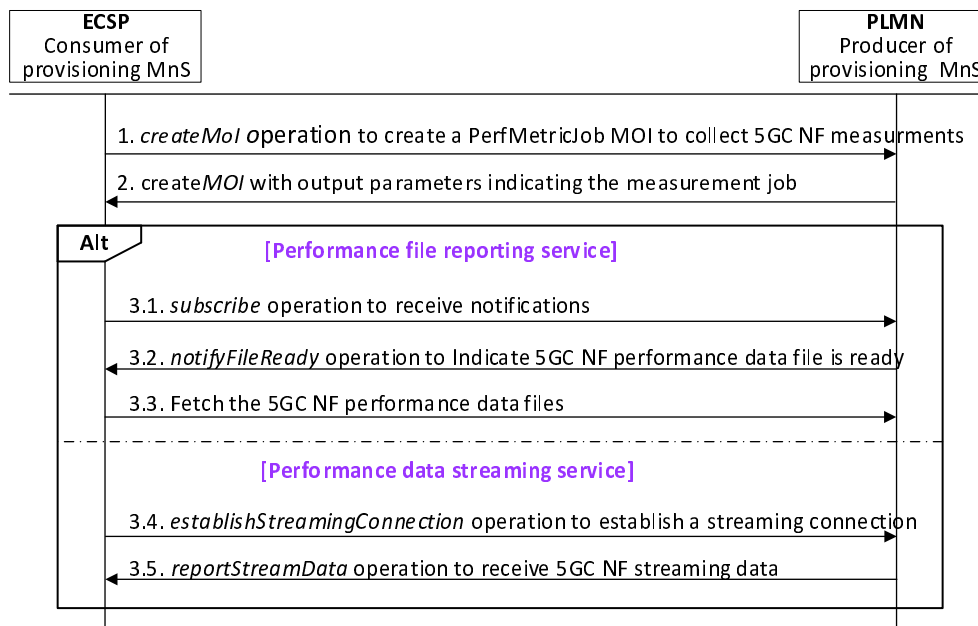 ECSP
Consumer of
provisioning MnS
PLMN
Producer of
provisioning MnS
1. createMoI operation to create a PerfMetricJob MOI to collect 5GC NF measurments
2. createMOI with output parameters indicating the measurement job
Alt
[Performance file reporting service]
3.1. subscribe operation to receive notifications
3.2. notifyFileReady operation to Indicate 5GC NF performance data file is ready
3.3. Fetch the 5GC NF performance data files
[Performance data streaming service]
3.4. establishStreamingConnection operation to establish a streaming connection
3.5. reportStreamData operation to receive 5GC NF streaming data